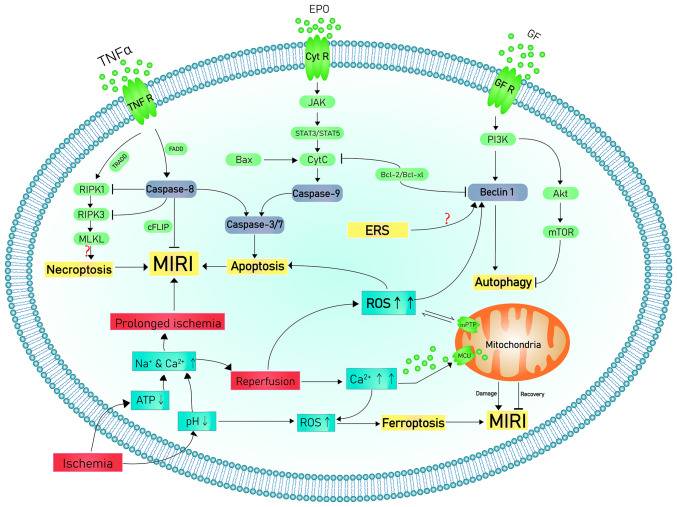 EPO
TNFα
GF
TNF R
Cyt R
GF R
JAK
STAT3/STAT5
TRADD
FADD
PI3K
Bax
CytC
Bcl-2/Bcl-xl
RIPK1
Caspase-8
Caspase-9
Beclin 1
Akt
RIPK3
cFLIP
Caspase-3/7
ERS
?
mTOR
MLKL
?
Necroptosis
MIRI
Apoptosis
Autophagy
ROS ↑ ↑
Prolonged ischemia
mPTP
Mitochondria
MCU
Na⁺ & Ca²⁺ ↑
Reperfusion
Ca²⁺ ↑ ↑
ATP ↓
Damage
Recovery
pH ↓
ROS ↑
Ferroptosis
MIRI
Ischemia